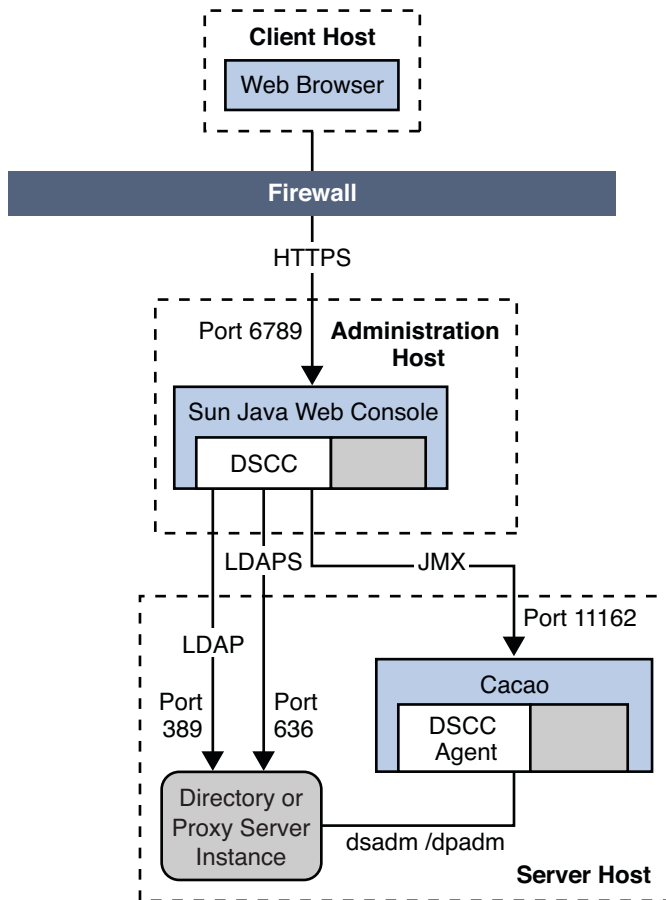 Client Host
Web Browser
Firewall
HTTPS
Port 6789
Administration
Host
Sun Java Web Console
DSCC
LDAPS
JMX
Port 11162
LDAP
Cacao
Port
389
Port
636
DSCC
Agent
Directory or
Proxy Server
Instance
dsadm /dpadm
Server Host